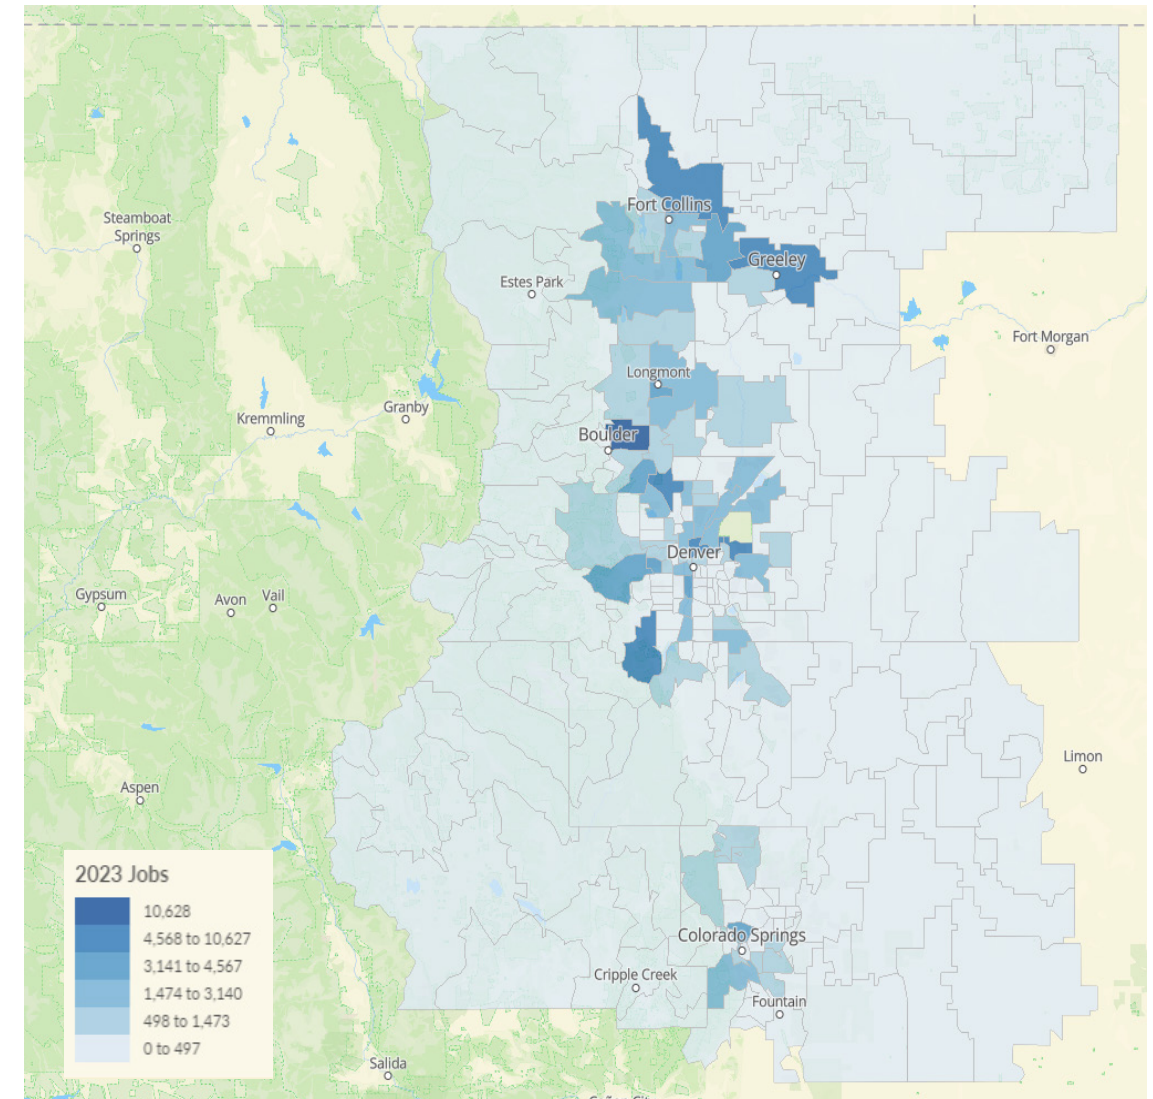 Fort Collins
Steamboat
Springs
Greeley
Estes Park
Fort Morgan
Longmont
Granby
Kremmling
Boulder
Denver
Gypsum
Avon
Vail
Limon
Aspen
2023 Jobs
10,628
4,568 to 10,627
3,141 to 4,567
1,474 to 3,140
498 to 1,473
0 to 497
Colorado Springs
Cripple Creek
Fountain
Salida